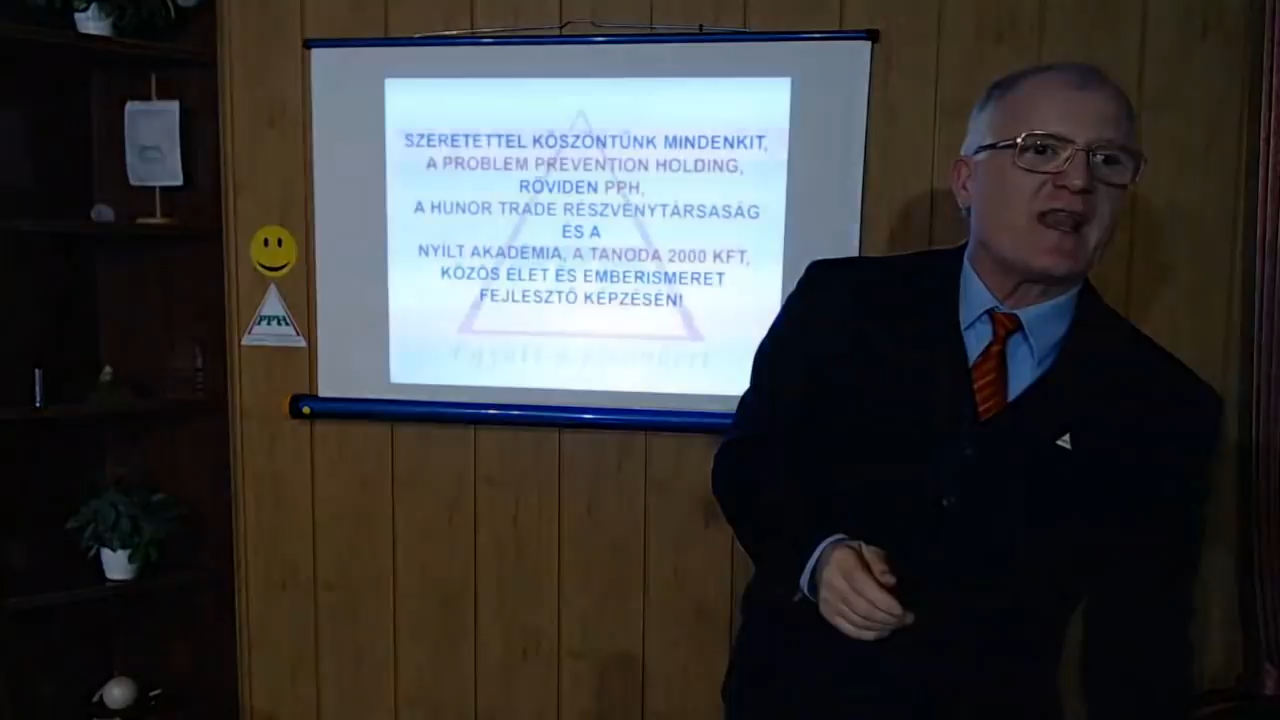 SZERETETTEL KÖSZÖNTÜNK MINDENKIT,
A PROBLEM PREVENTION HOLDING,
RÖVIDEN PPH,
A HUNOR TRADE RÉSZVÉNYTÁRSASÁG
ÉS A
NYÍLT AKADÉMIA, A TANODA 2000 KFT,
KÖZÖS ÉLET ÉS EMBERISMERET
FEJLESZTŐ KÉPZÉSÉN!
PPH